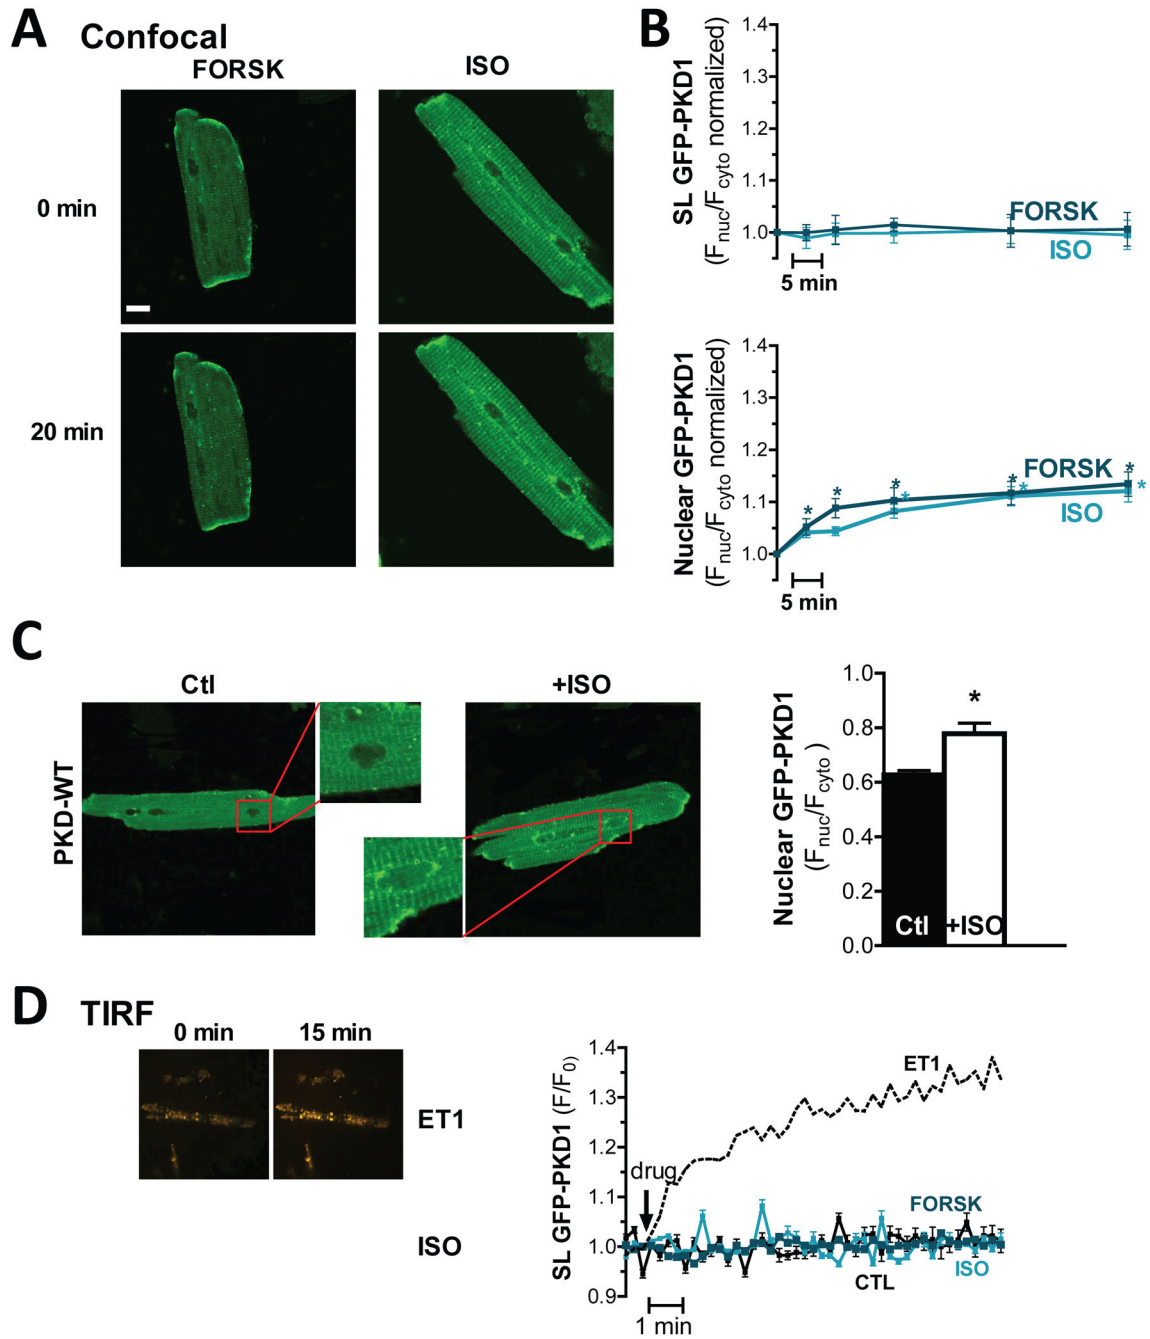 A
Confocal
FORSK
ISO
0 min
20 min
B
SL GFP-PKD1
(Fnuc/Fcyto normalized)
1.4
1.3
1.2
1.1
1.0
FORSK
ISO
5 min
Nuclear GFP-PKD1
(Fnuc/Fcyto normalized)
1.4
1.3
1.2
1.1
1.0
* * * * *
* * *
FORSK
ISO
5 min
C
Ctl
+ISO
PKD-WT
Nuclear GFP-PKD1
(Fnuc/Fcyto )
1.0
0.8
0.6
0.4
0.2
0.0
*
Ctl
+ISO
D
TIRF
0 min
15 min
ET1
ISO
SL GFP-PKD1 (F/F0)
1.4
1.3
1.2
1.1
1.0
0.9
drug
ET1
FORSK
CTL
ISO
1 min